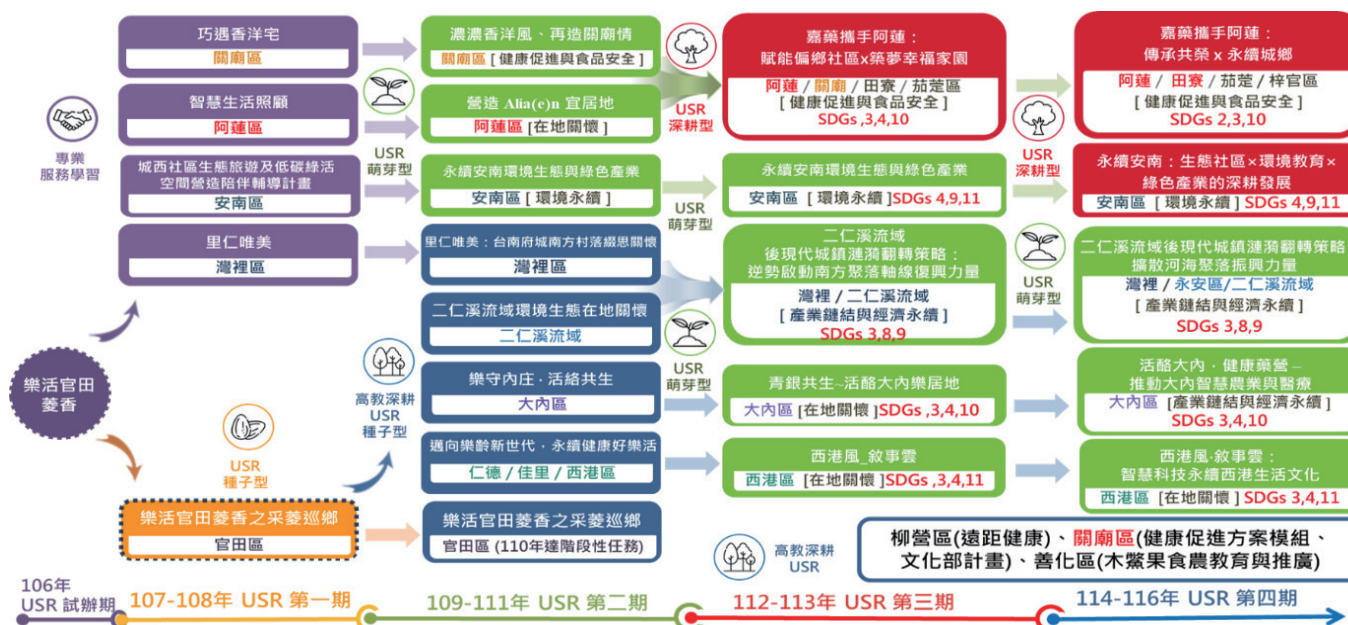 專業
服務學習
樂活官田
菱香
巧遇香洋宅
關廟區
智慧生活照顧
阿蓮區
城西社區生態旅遊及低碳綠活
空間營造陪伴輔導計畫
安南區
里仁唯美
灣裡區
USR
種子型
樂活官田菱香之采菱巡鄉
官田區
USR
萌芽型
高教深耕
USR
種子型
濃濃香洋風、再造關廟情
關廟區 [ 健康促進與食品安全 ]
營造 Alia(e)n 宜居地
阿蓮區 [在地關懷]
永續安南環境生態與綠色產業
安南區 [ 環境永續 ]
里仁唯美:台南府城南方村落綴思關懷
灣裡區
二仁溪流域環境生態在地關懷
二仁溪流域
樂守內庄．活絡共生
大內區
邁向樂齡新世代．永續健康好樂活
仁德 / 佳里 / 西港區
樂活官田菱香之采菱巡鄉
官田區 (110年達階段性任務)
USR
深耕型
USR
萌芽型
USR
萌芽型
嘉藥攜手阿蓮：
賦能偏鄉社區x築夢幸福家園
阿蓮 / 關廟 / 田寮 / 茄萣區
[ 健康促進與食品安全 ]
SDGs ,3,4,10
永續安南環境生態與綠色產業
安南區 [ 環境永續 ]SDGs 4,9,11
二仁溪流域
後現代城鎮漣漪翻轉策略：
逆勢啟動南方聚落軸線復興力量
灣裡 / 二仁溪流域
[ 產業鏈結與經濟永續 ]
SDGs 3,8,9
青銀共生~活酪大內樂居地
大內區 [在地關懷]SDGs ,3,4,10
西港風_敘事雲
西港區 [在地關懷]SDGs ,3,4,11
USR
深耕型
USR
萌芽型
嘉藥攜手阿蓮：
傳承共榮 x 永續城鄉
阿蓮 / 田寮 / 茄萣 / 梓官區
[ 健康促進與食品安全 ]
SDGs 2,3,10
永續安南：生態社區×環境教育×
綠色產業的深耕發展
安南區 [ 環境永續 ] SDGs 4,9,11
二仁溪流域後現代城鎮漣漪翻轉策略
擴散河海聚落振興力量
灣裡 / 永安區/二仁溪流域
[ 產業鏈結與經濟永續 ]
SDGs 3,8,9
活酪大內．健康藥營 –
推動大內智慧農業與醫療
大內區 [產業鏈結與經濟永續]
SDGs 3,4,10
西港風‧敘事雲：
智慧科技永續西港生活文化
西港區 [在地關懷] SDGs 3,4,11
高教深耕
USR
柳營區(遠距健康)、關廟區(健康促進方案模組、
文化部計畫)、善化區(木鱉果食農教育與推廣)
106年
USR 試辦期
107-108年 USR 第一期
109-111年 USR 第二期
112-113年 USR 第三期
114-116年 USR 第四期